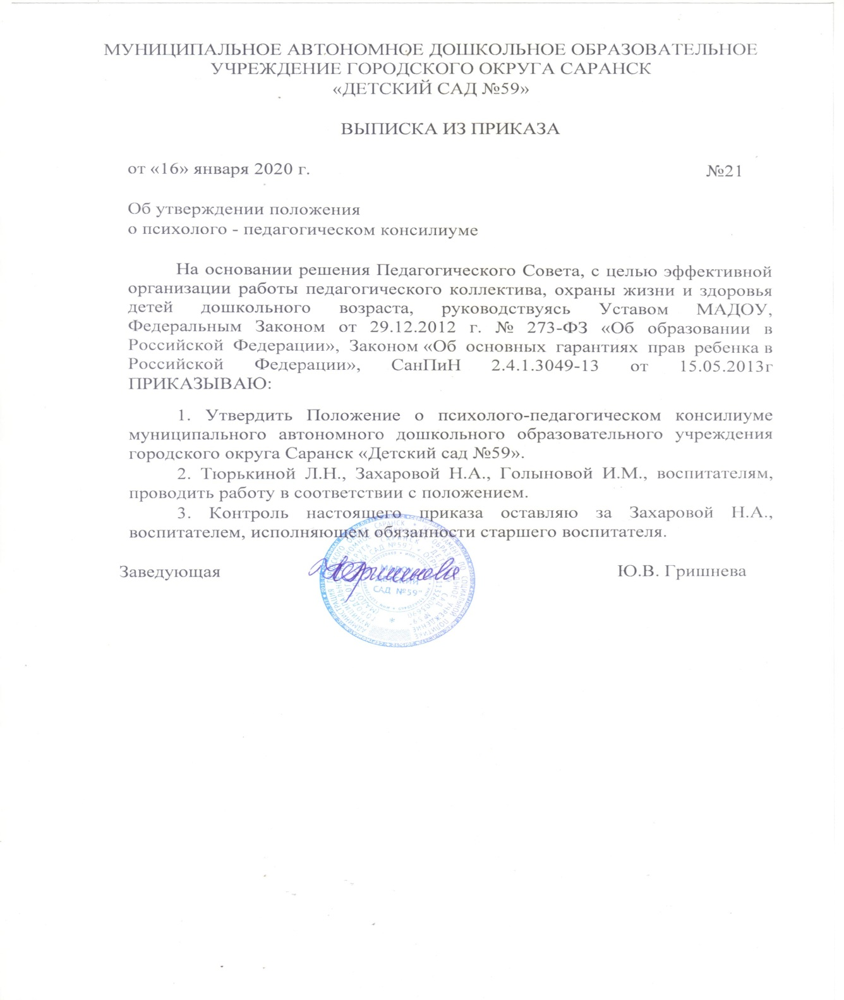 МУНИЦИПАЛЬНОЕ АВТОНОМНОЕ ДОШКОЛЬНОЕ ОБРАЗОВАТЕЛЬНОЕ
УЧРЕЖДЕНИЕ ГОРОДСКОГО ОКРУГА САРАНСК
«ДЕТСКИЙ САД №59»
ВЫПИСКА ИЗ ПРИКАЗА
от «16» января 2020 г. №21
Об утверждении положения
о психолого - педагогическом консилиуме
На основании решения Педагогического Совета, с целью эффективной
организации работы педагогического коллектива, охраны жизни и здоровья
детей дошкольного возраста, руководствуясь Уставом МАДОУ,
Федеральным Законом от 29.12.2012 г. № 273-ФЗ «Об образовании в
Российской Федерации», Законом «Об основных гарантиях прав ребенка в
Российской Федерации», СанПиН 2.4.1.3049-13 от 15.05.2013г
ПРИКАЗЫВАЮ:
1. Утвердить Положение о психолого-педагогическом консилиуме
муниципального автономного дошкольного образовательного учреждения
городского округа Саранск «Детский сад №59».
2. Тюрькиной Л.Н., Захаровой Н.А., Голыновой И.М., воспитателям,
проводить работу в соответствии с положением.
3. Контроль настоящего приказа оставляю за Захаровой Н.А.,
воспитателем, исполняющем обязанности старшего воспитателя.
Заведующая Ю.В. Гришнева
МАДОУ
"ДЕТСКИЙ
САД №59"